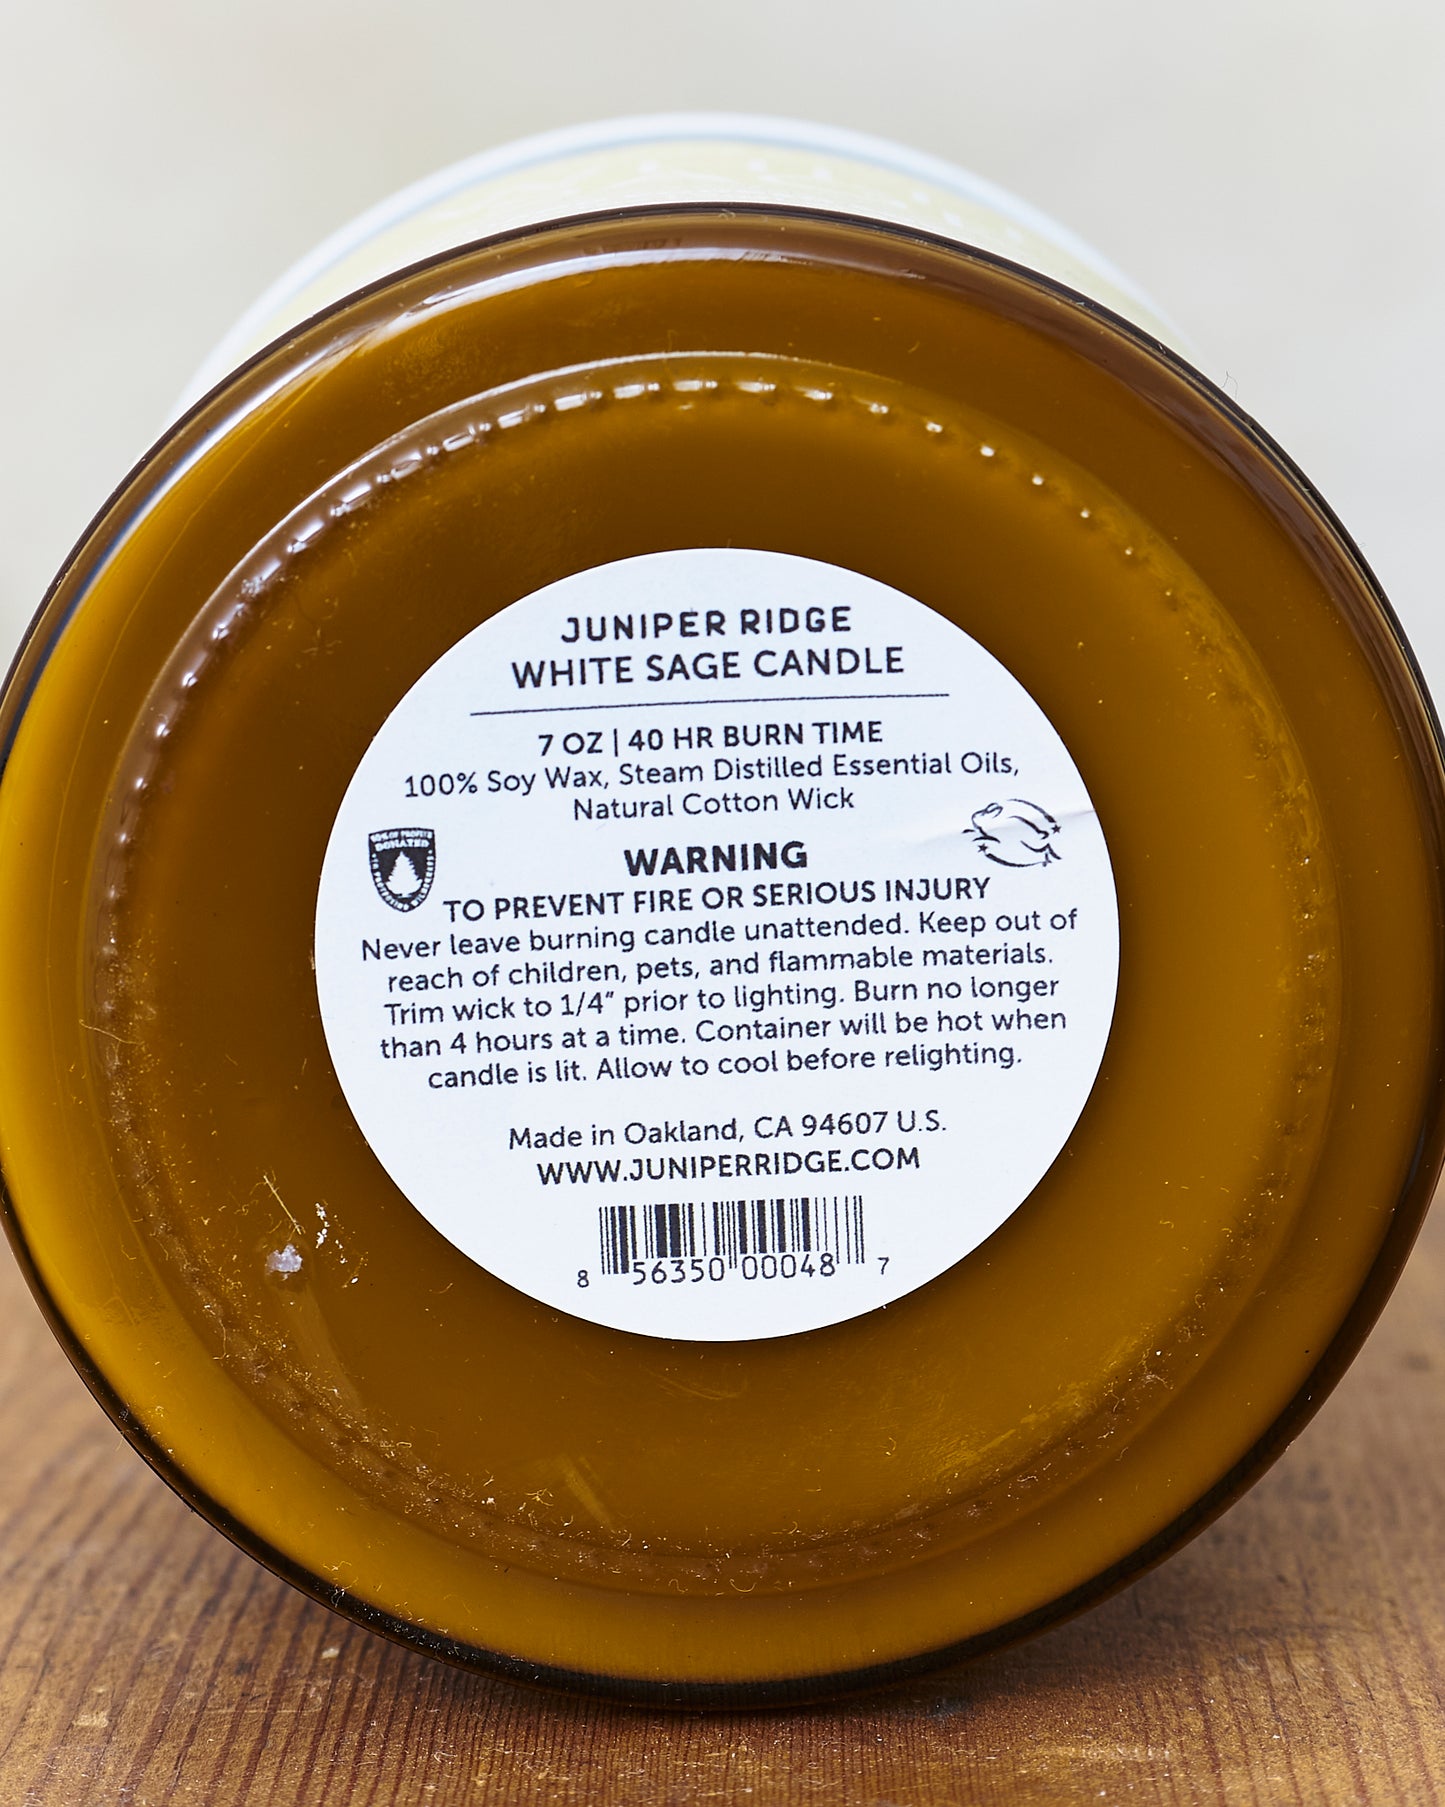 JUNIPER RIDGE
WHITE SAGE CANDLE
7 OZ | 40 HR BURN TIME
100% Soy Wax, Steam Distilled Essential Oils,
Natural Cotton Wick
10% OF PROFITS
DONATED
WARNING
TO PREVENT FIRE OR SERIOUS INJURY
Never leave burning candle unattended. Keep out of
reach of children, pets, and flammable materials.
Trim wick to 1/4" prior to lighting. Burn no longer
than 4 hours at a time. Container will be hot when
candle is lit. Allow to cool before relighting.
Made in Oakland, CA 94607 U.S.
WWW.JUNIPERRIDGE.COM
8 56350 00048 7